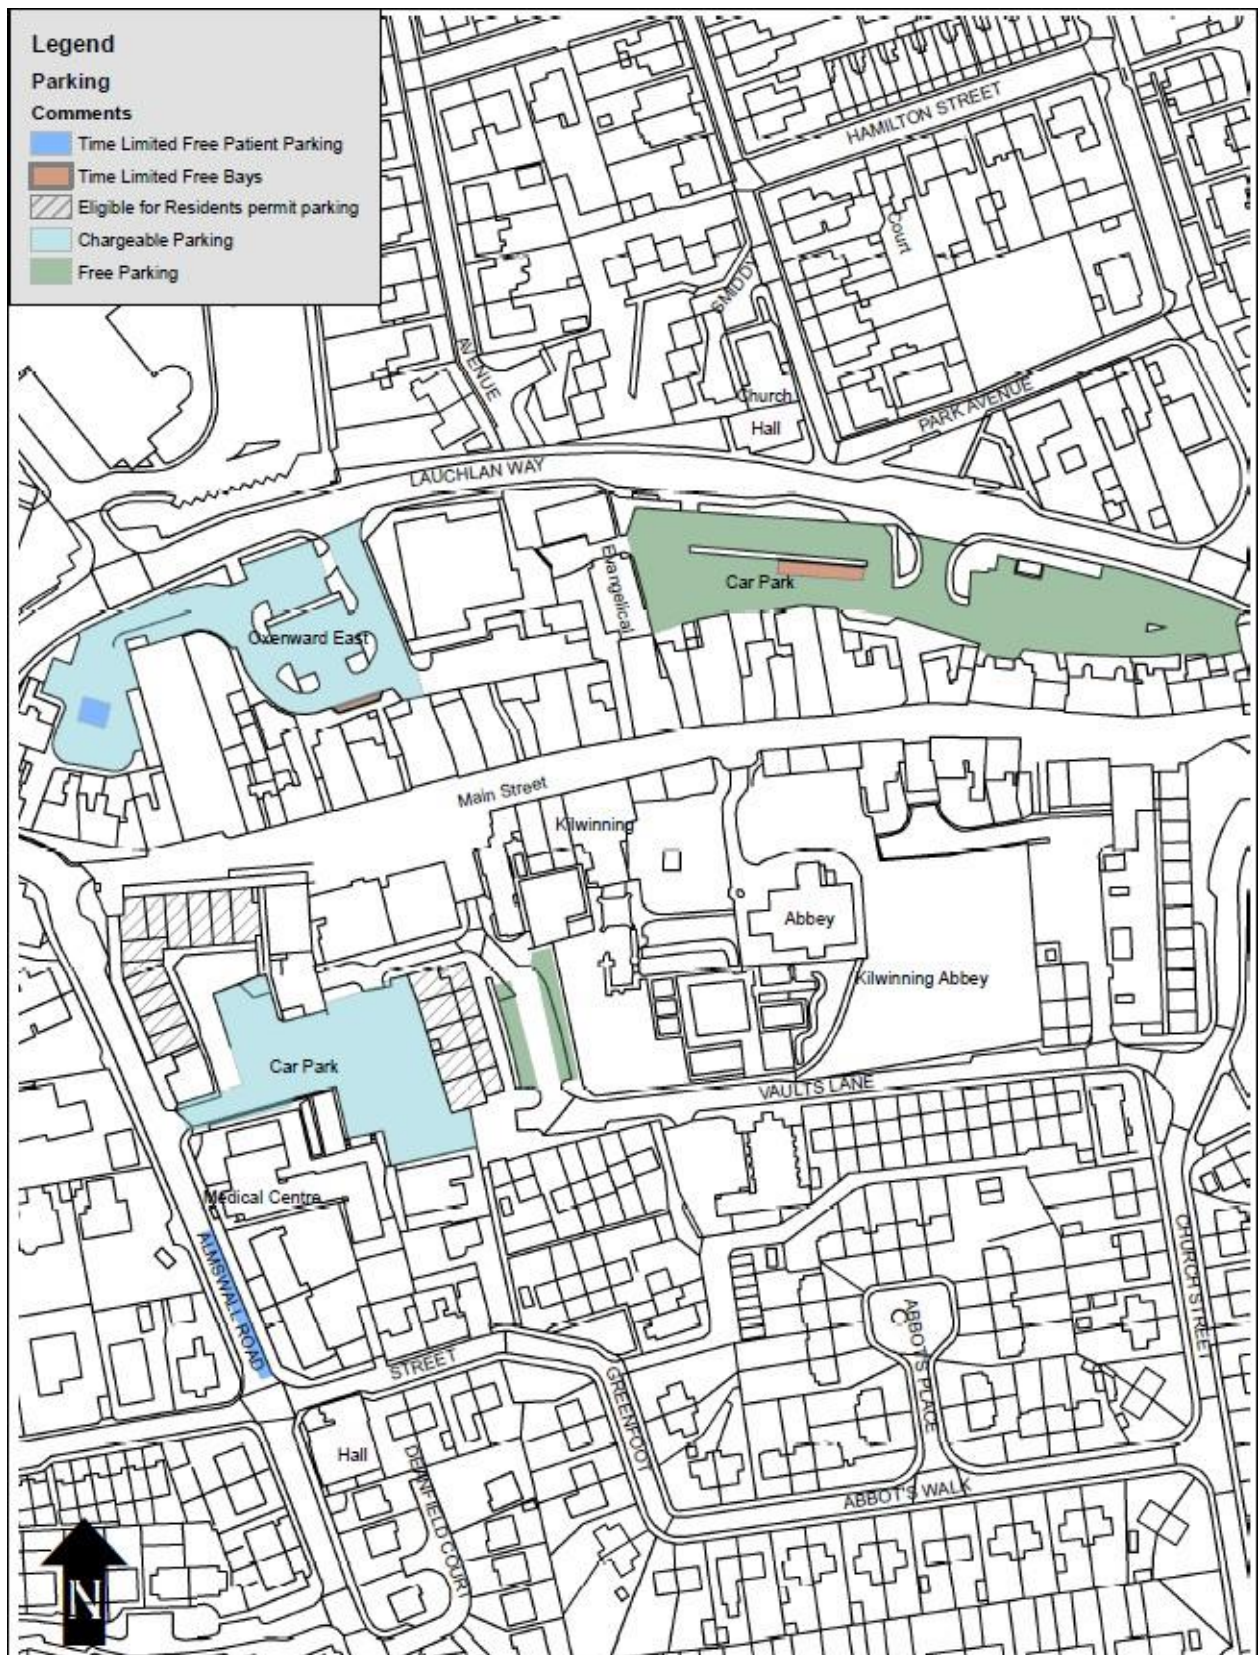 Legend
Parking
Comments
Time Limited Free Patient Parking
Time Limited Free Bays
Eligible for Residents permit parking
Chargeable Parking
Free Parking
HAMILTON STREET
Court
SMIDDY
AVENUE
PARK AVENUE
Church
Hall
LAUCHLAN WAY
Evangelical
Car Park
Oxenward East
Main Street
Kilwinning
Abbey
Kilwinning Abbey
Car Park
VAULTS LANE
Medical Centre
ALMSWALL ROAD
CHURCH STREET
ABBOT'S PLACE
STREET
GREENFOOT
Hall
DEANFIELD COURT
ABBOT'S WALK
N